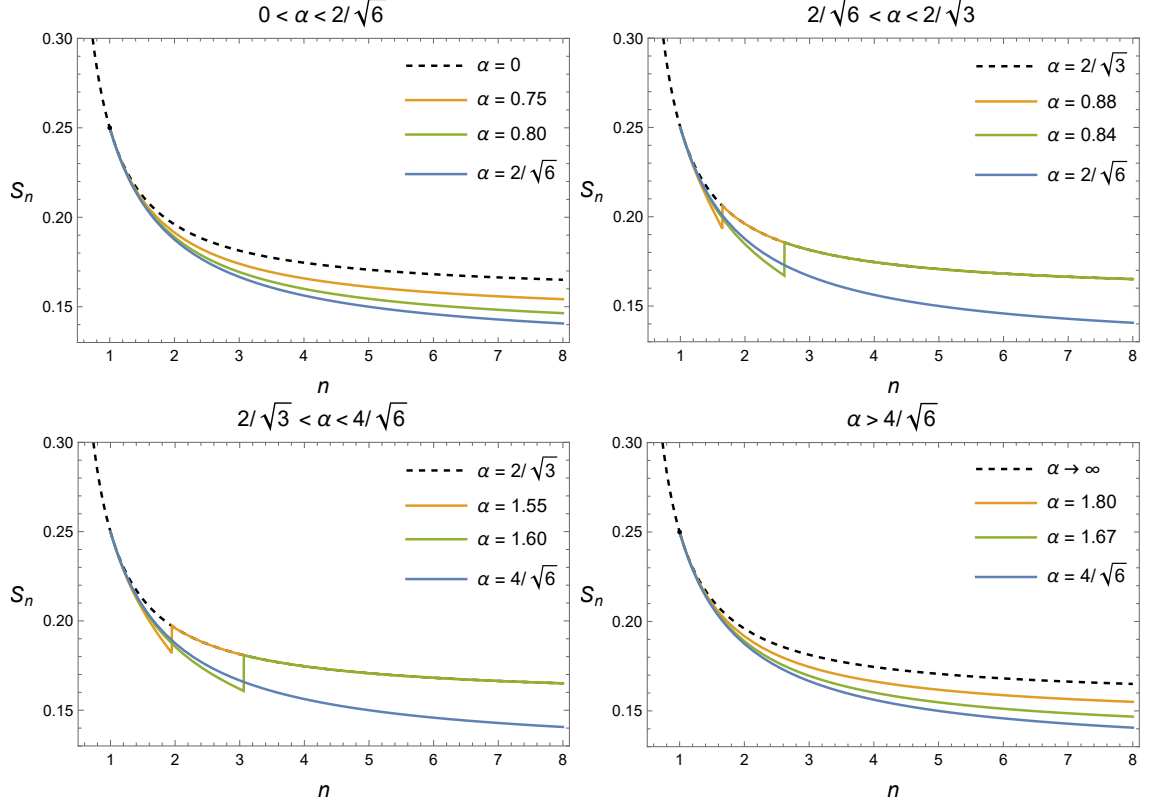 0 < α < 2/√6
0.30
0.25
0.20
0.15
S_n
1 2 3 4 5 6 7 8
n
α = 0
α = 0.75
α = 0.80
α = 2/√6
2/√6 < α < 2/√3
0.30
0.25
0.20
0.15
S_n
1 2 3 4 5 6 7 8
n
α = 2/√3
α = 0.88
α = 0.84
α = 2/√6
2/√3 < α < 4/√6
0.30
0.25
0.20
0.15
S_n
1 2 3 4 5 6 7 8
n
α = 2/√3
α = 1.55
α = 1.60
α = 4/√6
α > 4/√6
0.30
0.25
0.20
0.15
S_n
1 2 3 4 5 6 7 8
n
α → ∞
α = 1.80
α = 1.67
α = 4/√6